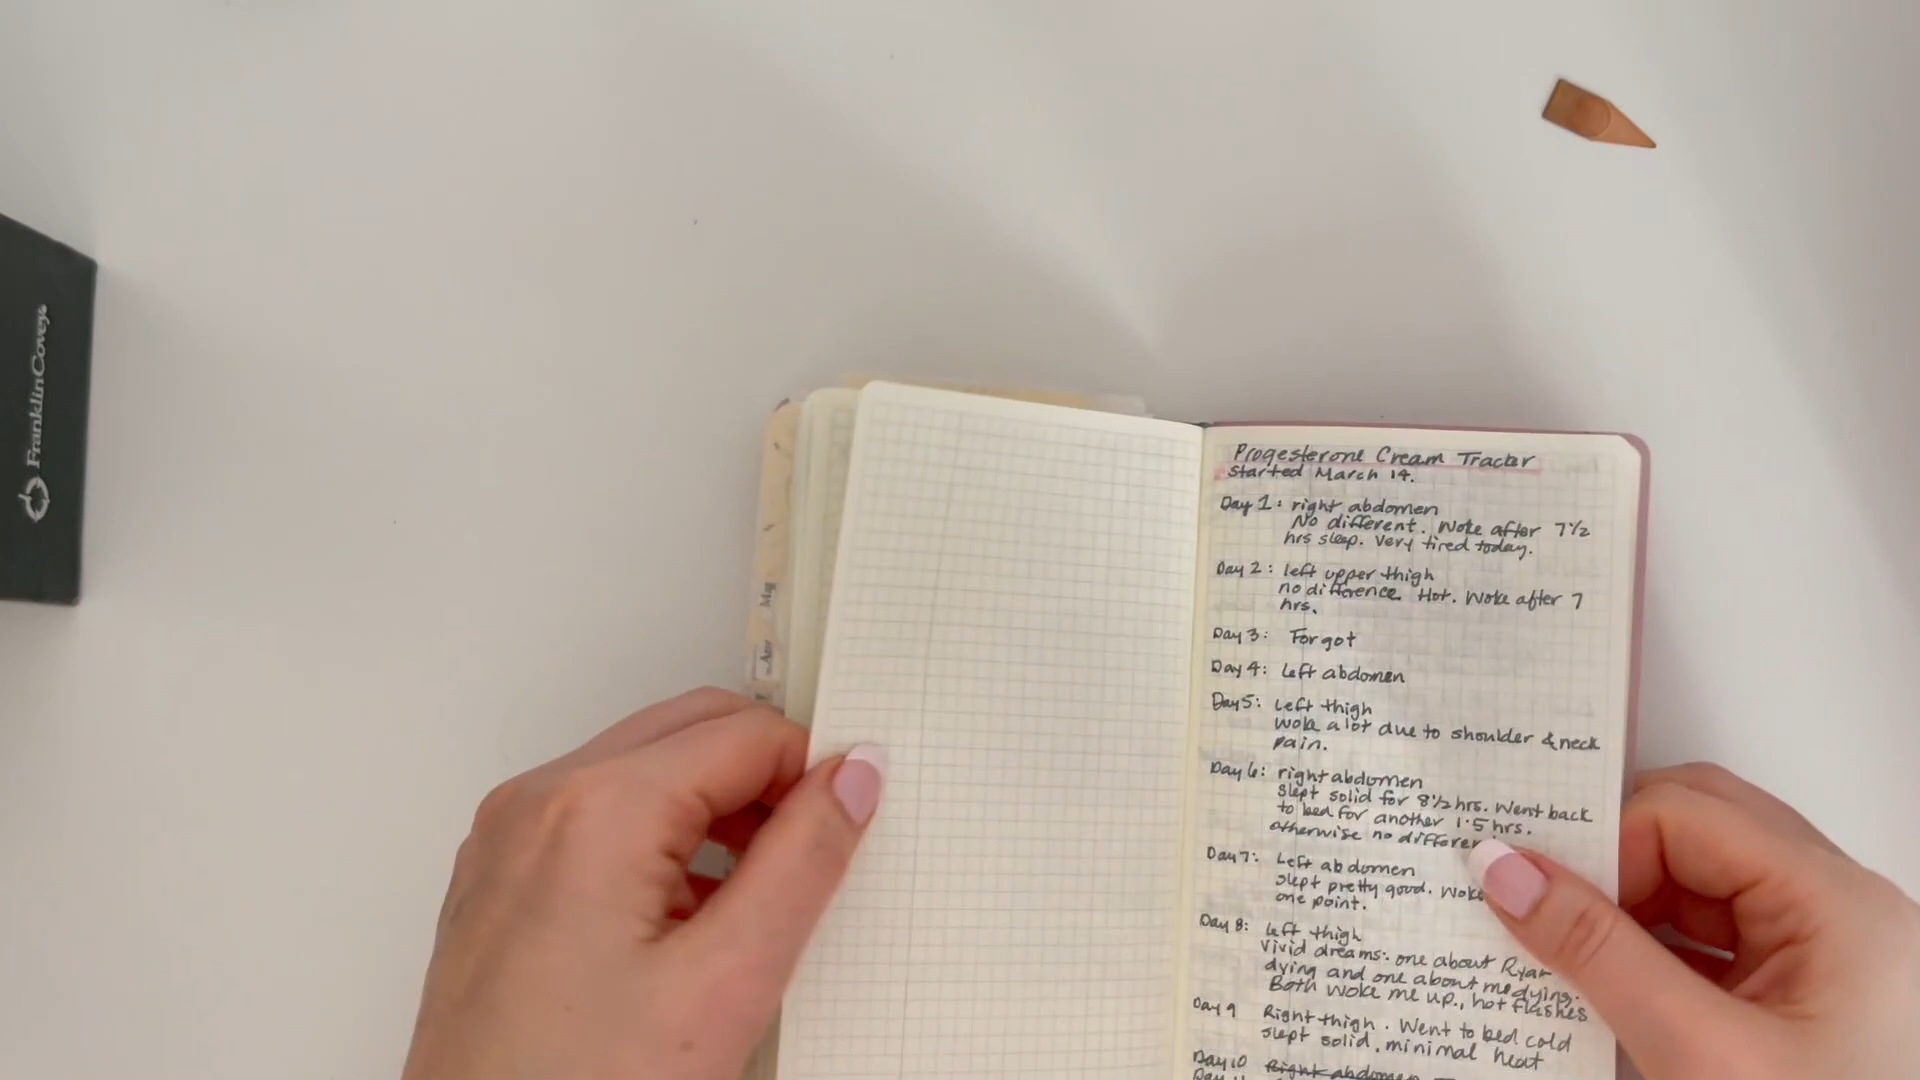 FranklinCovey
Progesterone Cream Tracker
started March 14.
Day 1: right abdomen
No different. Woke after 7 1/2
hrs sleep. Very tired today.
Day 2: left upper thigh
no difference. Hot. Woke after 7
hrs.
Day 3: Forgot
Day 4: Left abdomen
Day 5: Left thigh
woke a lot due to shoulder & neck
pain.
Day 6: right abdomen
slept solid for 8 1/2 hrs. Went back
to bed for another 1.5 hrs.
otherwise no differen
Day 7: Left abdomen
slept pretty good. Woke
one point.
Day 8: Left thigh
Vivid dreams: one about Ryan
dying and one about me dying.
Both woke me up., hot flashes
Day 9 Right thigh. Went to bed cold
slept solid, minimal heat
Day 10 Right abdomen